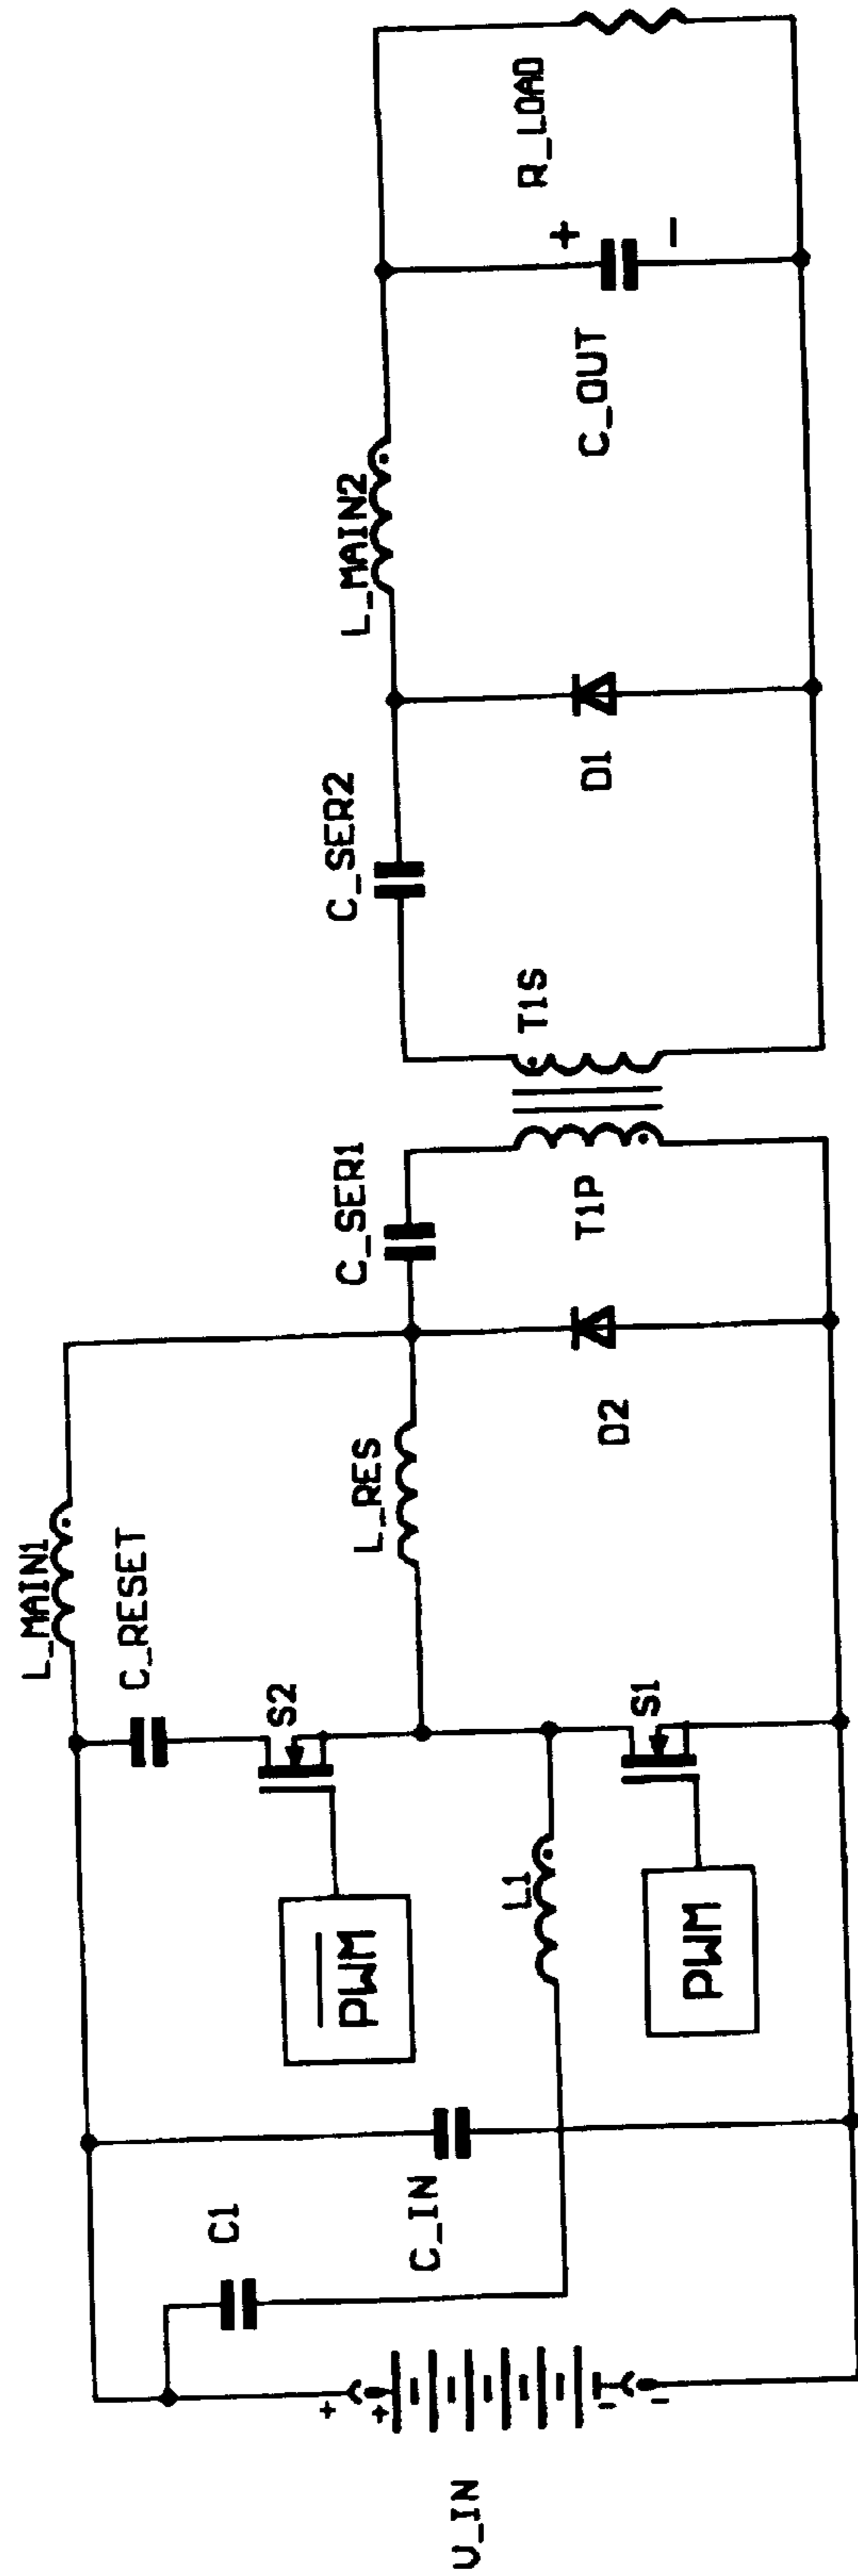 V_IN
+
+
-
-
C1
C_IN
PWM
PWM
L1
S1
S2
C_RESET
L_MAIN1
L_RES
D2
C_SER1
T1P
T1S
C_SER2
D1
L_MAIN2
C_OUT
+
-
R_LOAD